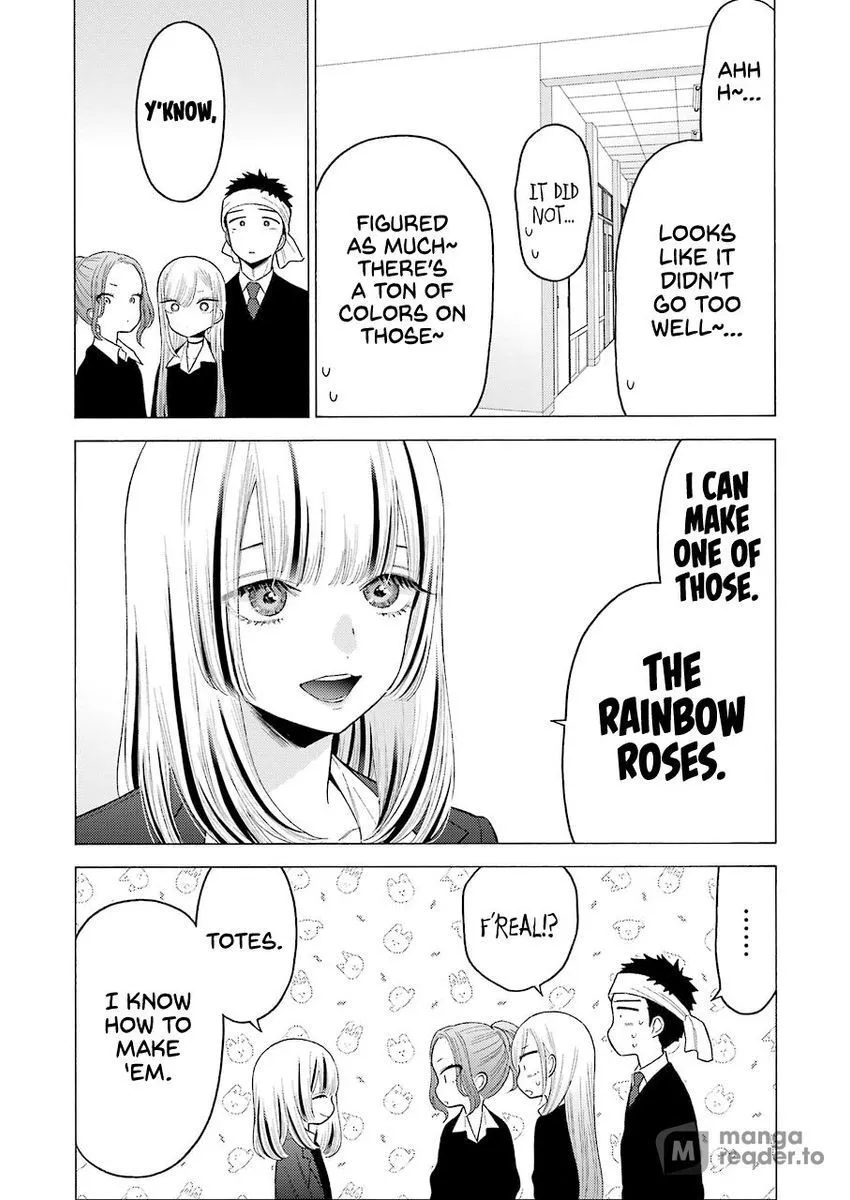 AHH
H~...
LOOKS
LIKE IT
DIDN'T
GO TOO
WELL~...
IT DID
NOT...
FIGURED
AS MUCH~
THERE'S
A TON OF
COLORS ON
THOSE~
Y'KNOW,
I CAN
MAKE
ONE OF
THOSE.
THE
RAINBOW
ROSES.
........
F'REAL!?
TOTES.
I KNOW
HOW TO
MAKE
'EM.
M manga
reader.to